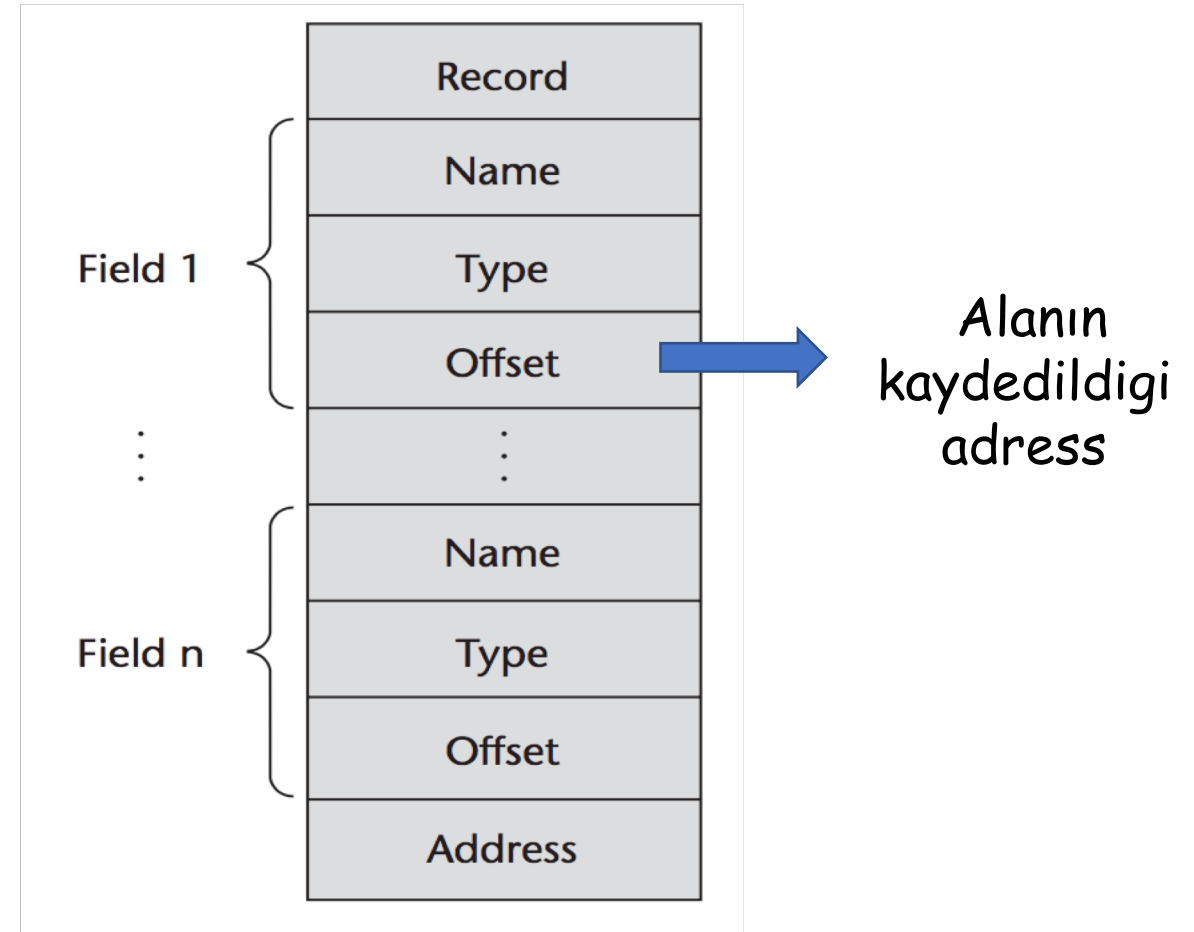 Record
Name
Field 1
Type
Offset
Alanın
kaydedildigi
adress
Name
Field n
Type
Offset
Address